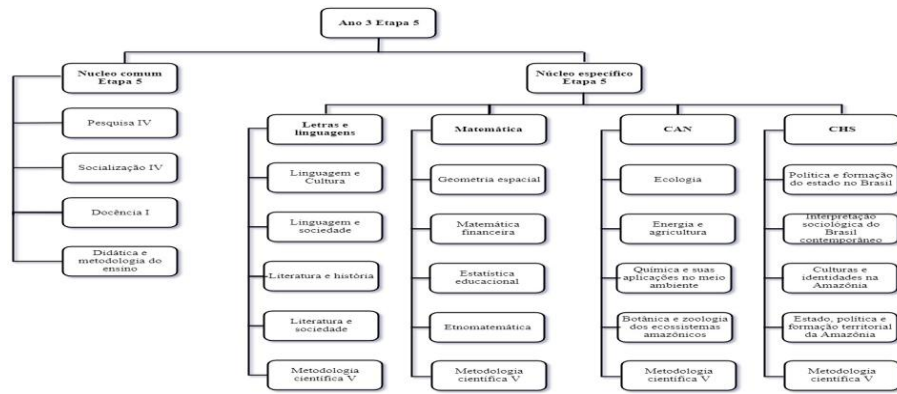 Ano 3 Etapa 5
Nucleo comum
Etapa 5
Pesquisa IV
Socialização IV
Docência I
Didática e
metodologia do
ensino
Núcleo específico
Etapa 5
Letras e
linguagens
Linguagem e
Cultura
Linguagem e
sociedade
Literatura e história
Literatura e
sociedade
Metodologia
científica V
Matemática
Geometria espacial
Matemática
financeira
Estatística
educacional
Etnomatemática
Metodologia
científica V
CAN
Ecologia
Energia e
agricultura
Química e suas
aplicações no meio
ambiente
Botânica e zoologia
dos ecossistemas
amazônicos
Metodologia
científica V
CHS
Política e formação
do estado no Brasil
Interpretação
sociológica do
Brasil
contemporâneo
Culturas e
identidades na
Amazônia
Estado, política e
formação territorial
da Amazônia
Metodologia
científica V